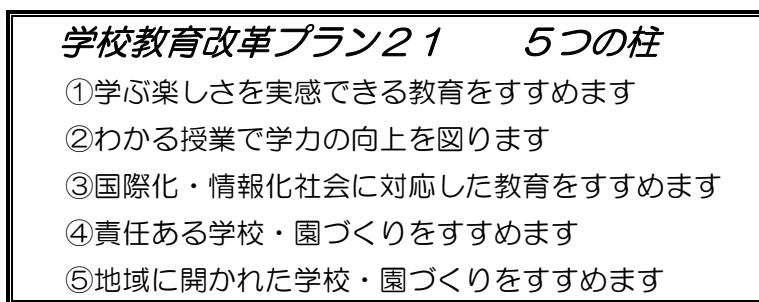 学校教育改革プラン２１　　５つの柱
①学ぶ楽しさを実感できる教育をすすめます
②わかる授業で学力の向上を図ります
③国際化・情報化社会に対応した教育をすすめます
④責任ある学校・園づくりをすすめます
⑤地域に開かれた学校・園づくりをすすめます